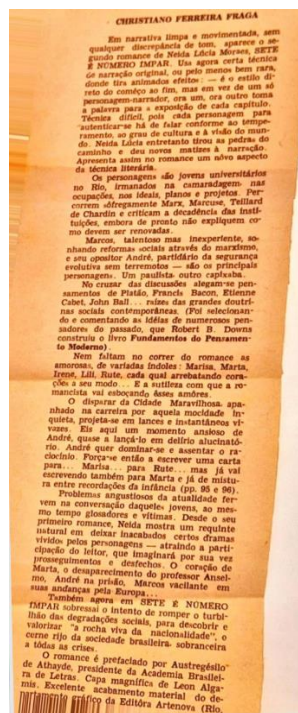 CHRISTIANO FERREIRA FRAGA
Em narrativa limpa e movimentada, sem
qualquer discrepância de tom, aparece o se-
gundo romance de Neida Lúcia Moraes, SETE
É NÚMERO IMPAR. Usa agora certa técnica
de narração original, ou pelo menos bem rara,
donde tira animados efeitos: — é o estilo di-
reto do começo ao fim, mas em vez de um só
personagem-narrador, ora um, ora outro toma
a palavra para a exposição de cada capítulo.
Técnica difícil, pois cada personagem para
"autenticar-se há de falar conforme ao tempe-
ramento, ao grau de cultura e à visão do mun-
do. Neida Lúcia entretanto tirou as pedras do
caminho e deu novos matizes à narração.
Apresenta assim no romance um nôvo aspecto
da técnica literária.
Os personagens são jovens universitários
no Rio, irmanados na camaradagem, nas
ocupações, nos ideais, planos e projetos. Per-
correm sôfregamente Marx, Marcuse, Teillard
de Chardin e criticam a decadência das insti-
tuições, embora de pronto não expliquem co-
mo devem ser renovadas.
Marcos, talentoso mas inexperiente, so-
nhando reformas sociais através do marxismo,
e seu opositor André, partidário da segurança
evolutiva sem terremotos — são os principais
personagens. Um paulista outro capixaba.
No cruzar das discussões alegam-se pen-
samentos de Platão, Francis Bacon, Etienne
Cabet, John Ball... raízes das grandes doutri-
nas sociais contemporâneas. (Foi selecionan-
do e comentando as idéias de numerosos pen-
sadores do passado, que Robert B. Downs
construiu o livro Fundamentos do Pensamen-
to Moderno).
Nem faltam no correr do romance as
amorosas, de variadas índoles: Marisa, Marta,
Irene, Lili, Rute, cada qual arrebatando cora-
ções a seu modo... E a sutileza com que a ro-
mancista vai esboçando êsses amôres.
O disparar da Cidade Maravilhosa, apa-
nhado na carreira por aquela mocidade in-
quieta, projeta-se em lances e instantâneos vi-
vazes. Eis aqui um momento ansioso de
André, quase a lançá-lo em delírio alucinató-
rio. André quer dominar-se e assentar o ra-
ciocínio. Força-se então a escrever uma carta
para... Marisa... para Rute... mas já vai
escrevendo também para Marta e já de mistu-
ra entre recordações da infância (pp. 95 e 96).
Problemas angustiosos da atualidade fer-
vem na conversação daqueles jovens, ao mes-
mo tempo glosadores e vítimas. Desde o seu
primeiro romance, Neida mostra um requinte
natural em deixar inacabados certos dramas
vividos pelos personagens — atraindo a parti-
cipação do leitor, que imaginará por sua vez
prosseguimentos e desfechos. O coração de
Marta, o desaparecimento do professor Ansel-
mo, André na prisão, Marcos vacilante em
suas andanças pela Europa...
Também agora em SETE É NÚMERO
IMPAR sobressai o intento de romper o turbi-
lhão das degradações sociais, para descobrir e
valorizar "a rocha viva da nacionalidade", o
cerne rijo da sociedade brasileira, sobranceira
a tôdas as crises.
O romance é prefaciado por Austregésilo
de Athayde, presidente da Academia Brasilei-
ra de Letras. Capa magnífica de Leon Alga-
mis. Excelente acabamento material do de-
partamento gráfico da Editôra Artenova (Rio,